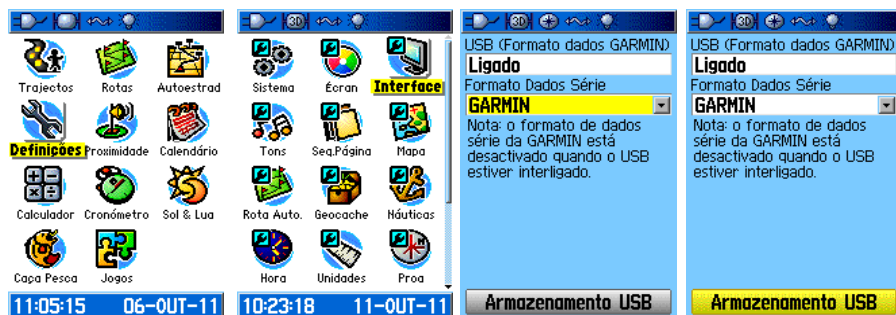 Trajectos Rotas Autoestrad
Definições Proximidade Calendário
Calculador Cronómetro Sol & Lua
Caça Pesca Jogos
11:05:15 06-OUT-11
3D
Sistema Écran Interface
Tons Seq.Página Mapa
Rota Auto. Geocache Náuticas
Hora Unidades Proa
10:23:18 11-OUT-11
3D
USB (Formato dados GARMIN)
Ligado
Formato Dados Série
GARMIN
Nota: o formato de dados
série da GARMIN está
desactivado quando o USB
estiver interligado.
Armazenamento USB
3D
USB (Formato dados GARMIN)
Ligado
Formato Dados Série
GARMIN
Nota: o formato de dados
série da GARMIN está
desactivado quando o USB
estiver interligado.
Armazenamento USB